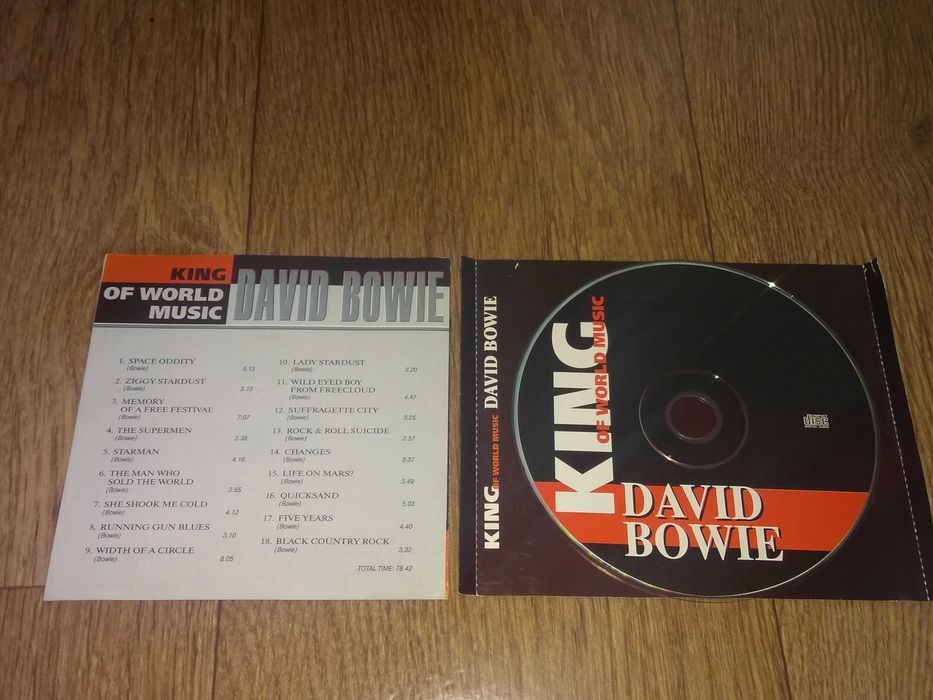 KING
OF WORLD
MUSIC
DAVID BOWIE
1. SPACE ODDITY
(Bowie) 5.13
2. ZIGGY STARDUST
(Bowie) 3.13
3. MEMORY
OF A FREE FESTIVAL
(Bowie) 7.07
4. THE SUPERMEN
(Bowie) 3.38
5. STARMAN
(Bowie) 4.16
6. THE MAN WHO
SOLD THE WORLD
(Bowie) 3.55
7. SHE SHOOK ME COLD
(Bowie) 4.12
8. RUNNING GUN BLUES
(Bowie) 3.10
9. WIDTH OF A CIRCLE
(Bowie) 8.05
10. LADY STARDUST
(Bowie) 3.20
11. WILD EYED BOY
FROM FREECLOUD
(Bowie) 4.47
12. SUFFRAGETTE CITY
(Bowie) 3.25
13. ROCK & ROLL SUICIDE
(Bowie) 2.57
14. CHANGES
(Bowie) 3.37
15. LIFE ON MARS?
(Bowie) 3.49
16. QUICKSAND
(Bowie) 5.03
17. FIVE YEARS
(Bowie) 4.40
18. BLACK COUNTRY ROCK
(Bowie) 3.32
TOTAL TIME: 78.42
KING OF WORLD MUSIC DAVID BOWIE
KING
OF WORLD MUSIC
DAVID
BOWIE
COMPACT
disc
DIGITAL AUDIO